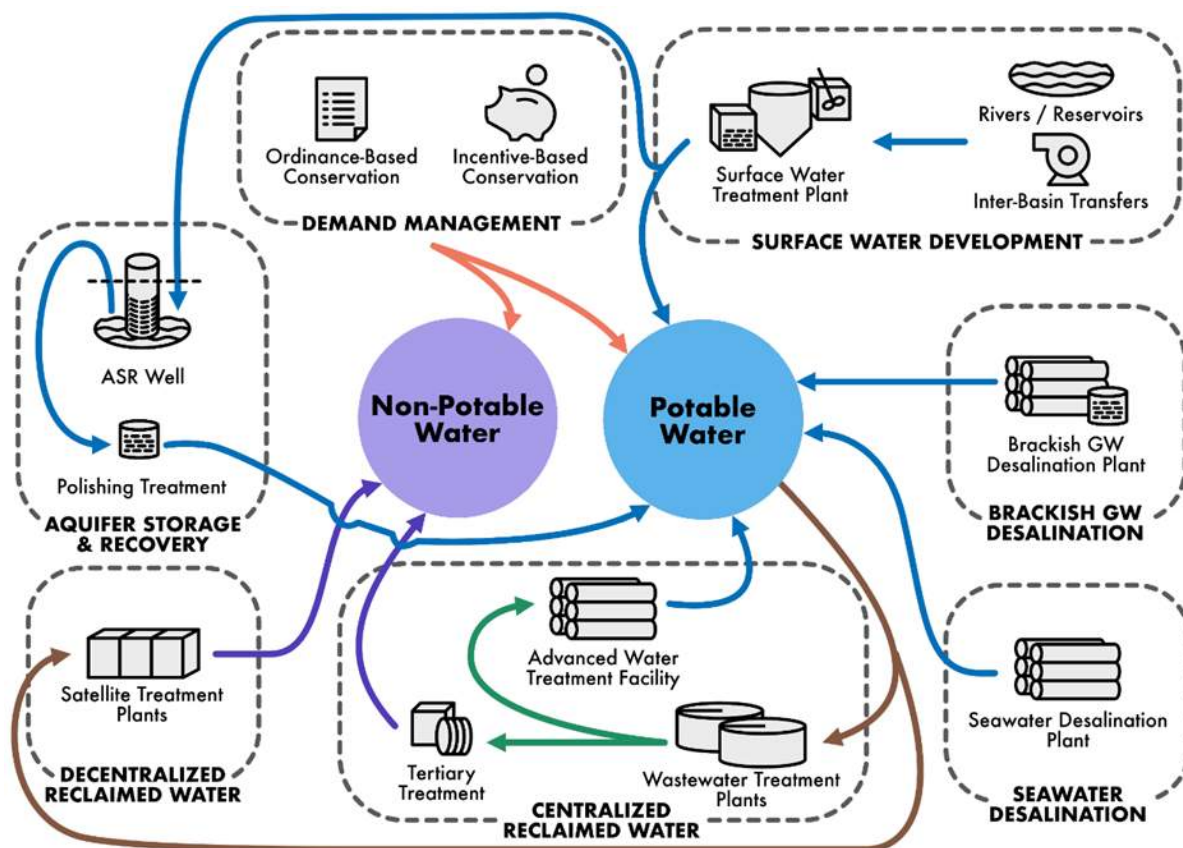 Ordinance-Based
Conservation
Incentive-Based
Conservation
DEMAND MANAGEMENT
Surface Water
Treatment Plant
Rivers / Reservoirs
Inter-Basin Transfers
SURFACE WATER DEVELOPMENT
ASR Well
Polishing Treatment
AQUIFER STORAGE
& RECOVERY
Non-Potable
Water
Potable
Water
Brackish GW
Desalination Plant
BRACKISH GW
DESALINATION
Satellite Treatment
Plants
DECENTRALIZED
RECLAIMED WATER
Advanced Water
Treatment Facility
Tertiary
Treatment
Wastewater Treatment
Plants
CENTRALIZED
RECLAIMED WATER
Seawater Desalination
Plant
SEAWATER
DESALINATION